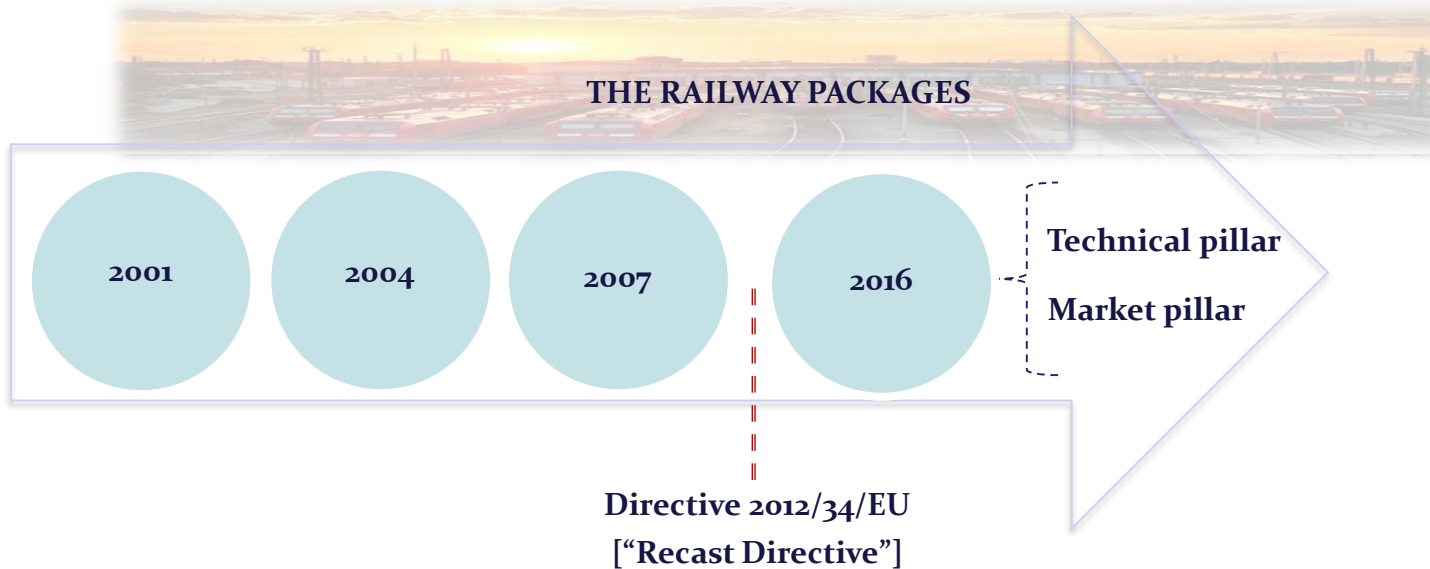 THE RAILWAY PACKAGES
2001
2004
2007
2016
Technical pillar
Market pillar
Directive 2012/34/EU
[“Recast Directive”]